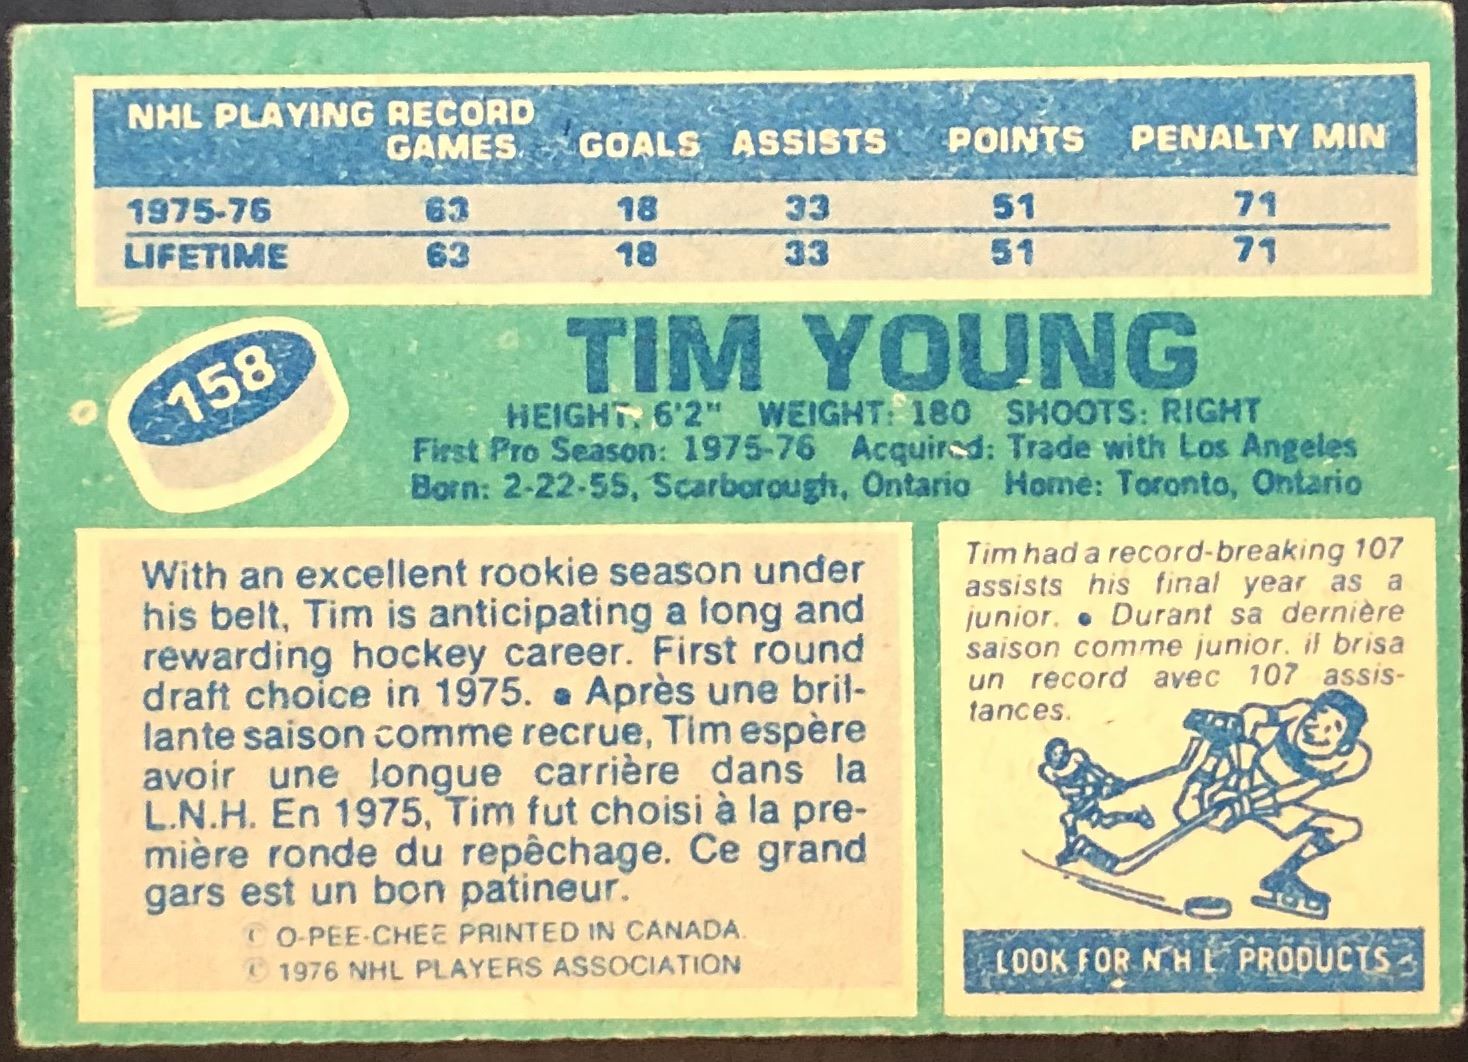 NHL PLAYING RECORD
GAMES GOALS ASSISTS POINTS PENALTY MIN
1975-76 63 18 33 51 71
LIFETIME 63 18 33 51 71
158
TIM YOUNG
HEIGHT: 6'2" WEIGHT: 180 SHOOTS: RIGHT
First Pro Season: 1975-76 Acquired: Trade with Los Angeles
Born: 2-22-55, Scarborough, Ontario Home: Toronto, Ontario
With an excellent rookie season under
his belt, Tim is anticipating a long and
rewarding hockey career. First round
draft choice in 1975. • Après une bril-
lante saison comme recrue, Tim espère
avoir une longue carrière dans la
L.N.H. En 1975, Tim fut choisi à la pre-
mière ronde du repêchage. Ce grand
gars est un bon patineur.
© O-PEE-CHEE PRINTED IN CANADA.
© 1976 NHL PLAYERS ASSOCIATION
Tim had a record-breaking 107
assists his final year as a
junior. • Durant sa dernière
saison comme junior. il brisa
un record avec 107 assis-
tances.
LOOK FOR N H L PRODUCTS